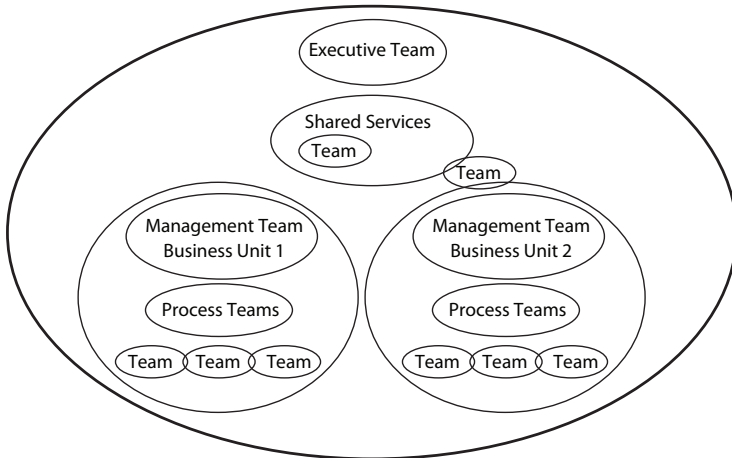 Executive Team
Shared Services
Team
Team
Management Team
Business Unit 1
Management Team
Business Unit 2
Process Teams
Process Teams
Team Team Team
Team Team Team